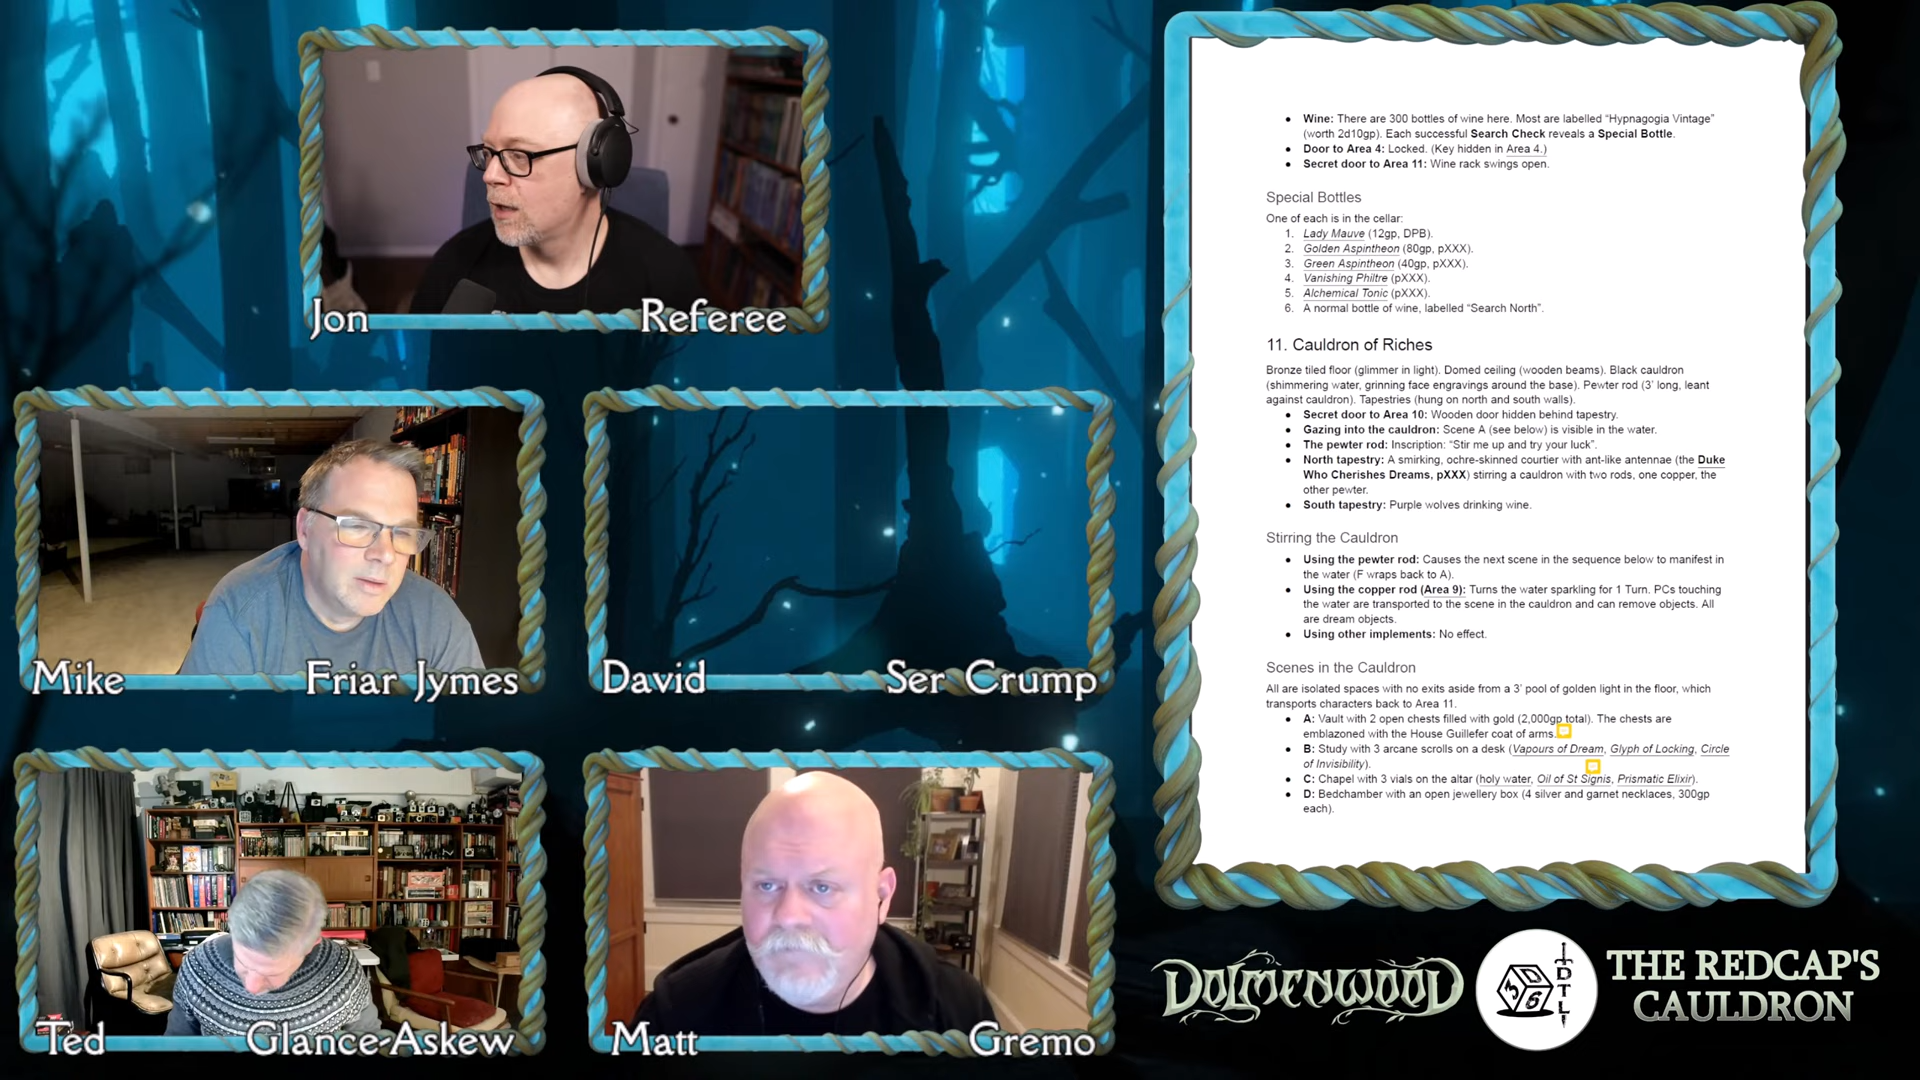 Jon Referee
Mike Friar Jymes
David Ser Crump
Ted Glance-Askew
Matt Gremo
• Wine: There are 300 bottles of wine here. Most are labelled “Hypnagogia Vintage”
(worth 2d10gp). Each successful Search Check reveals a Special Bottle.
• Door to Area 4: Locked. (Key hidden in Area 4.)
• Secret door to Area 11: Wine rack swings open.
Special Bottles
One of each is in the cellar:
1. Lady Mauve (12gp, DPB).
2. Golden Aspintheon (80gp, pXXX).
3. Green Aspintheon (40gp, pXXX).
4. Vanishing Philtre (pXXX).
5. Alchemical Tonic (pXXX).
6. A normal bottle of wine, labelled “Search North”.
11. Cauldron of Riches
Bronze tiled floor (glimmer in light). Domed ceiling (wooden beams). Black cauldron
(shimmering water, grinning face engravings around the base). Pewter rod (3’ long, leant
against cauldron). Tapestries (hung on north and south walls).
• Secret door to Area 10: Wooden door hidden behind tapestry.
• Gazing into the cauldron: Scene A (see below) is visible in the water.
• The pewter rod: Inscription: “Stir me up and try your luck”.
• North tapestry: A smirking, ochre-skinned courtier with ant-like antennae (the Duke
Who Cherishes Dreams, pXXX) stirring a cauldron with two rods, one copper, the
other pewter.
• South tapestry: Purple wolves drinking wine.
Stirring the Cauldron
• Using the pewter rod: Causes the next scene in the sequence below to manifest in
the water (F wraps back to A).
• Using the copper rod (Area 9): Turns the water sparkling for 1 Turn. PCs touching
the water are transported to the scene in the cauldron and can remove objects. All
are dream objects.
• Using other implements: No effect.
Scenes in the Cauldron
All are isolated spaces with no exits aside from a 3’ pool of golden light in the floor, which
transports characters back to Area 11.
• A: Vault with 2 open chests filled with gold (2,000gp total). The chests are
emblazoned with the House Guillefer coat of arms.
• B: Study with 3 arcane scrolls on a desk (Vapours of Dream, Glyph of Locking, Circle
of Invisibility).
• C: Chapel with 3 vials on the altar (holy water, Oil of St Signis, Prismatic Elixir).
• D: Bedchamber with an open jewellery box (4 silver and garnet necklaces, 300gp
each).
DOLMENWOOD
3D6
DTL
THE REDCAP'S
CAULDRON